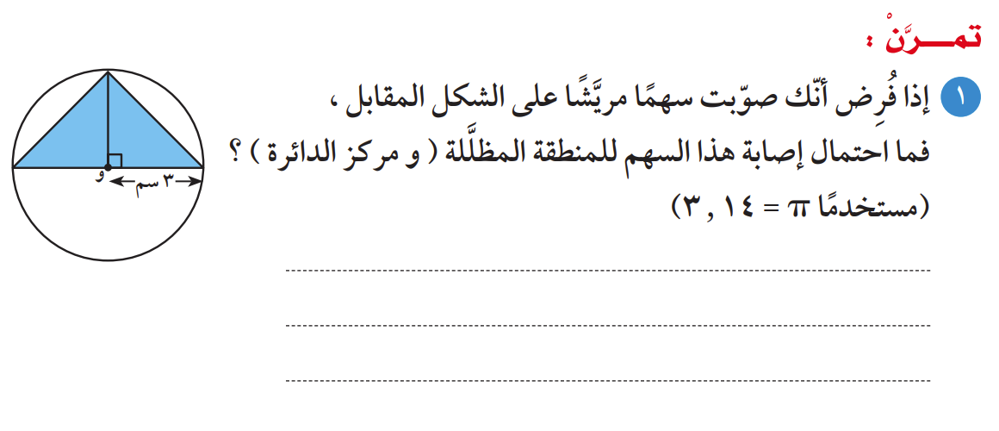 تمـــرَّنْ :
١ إذا فُرِض أنّك صوّبت سهمًا مريَّشًا على الشكل المقابل ،
فما احتمال إصابة هذا السهم للمنطقة المظلَّلة ( و مركز الدائرة ) ؟
(مستخدمًا π = ٣,١٤)
و
٣ سم